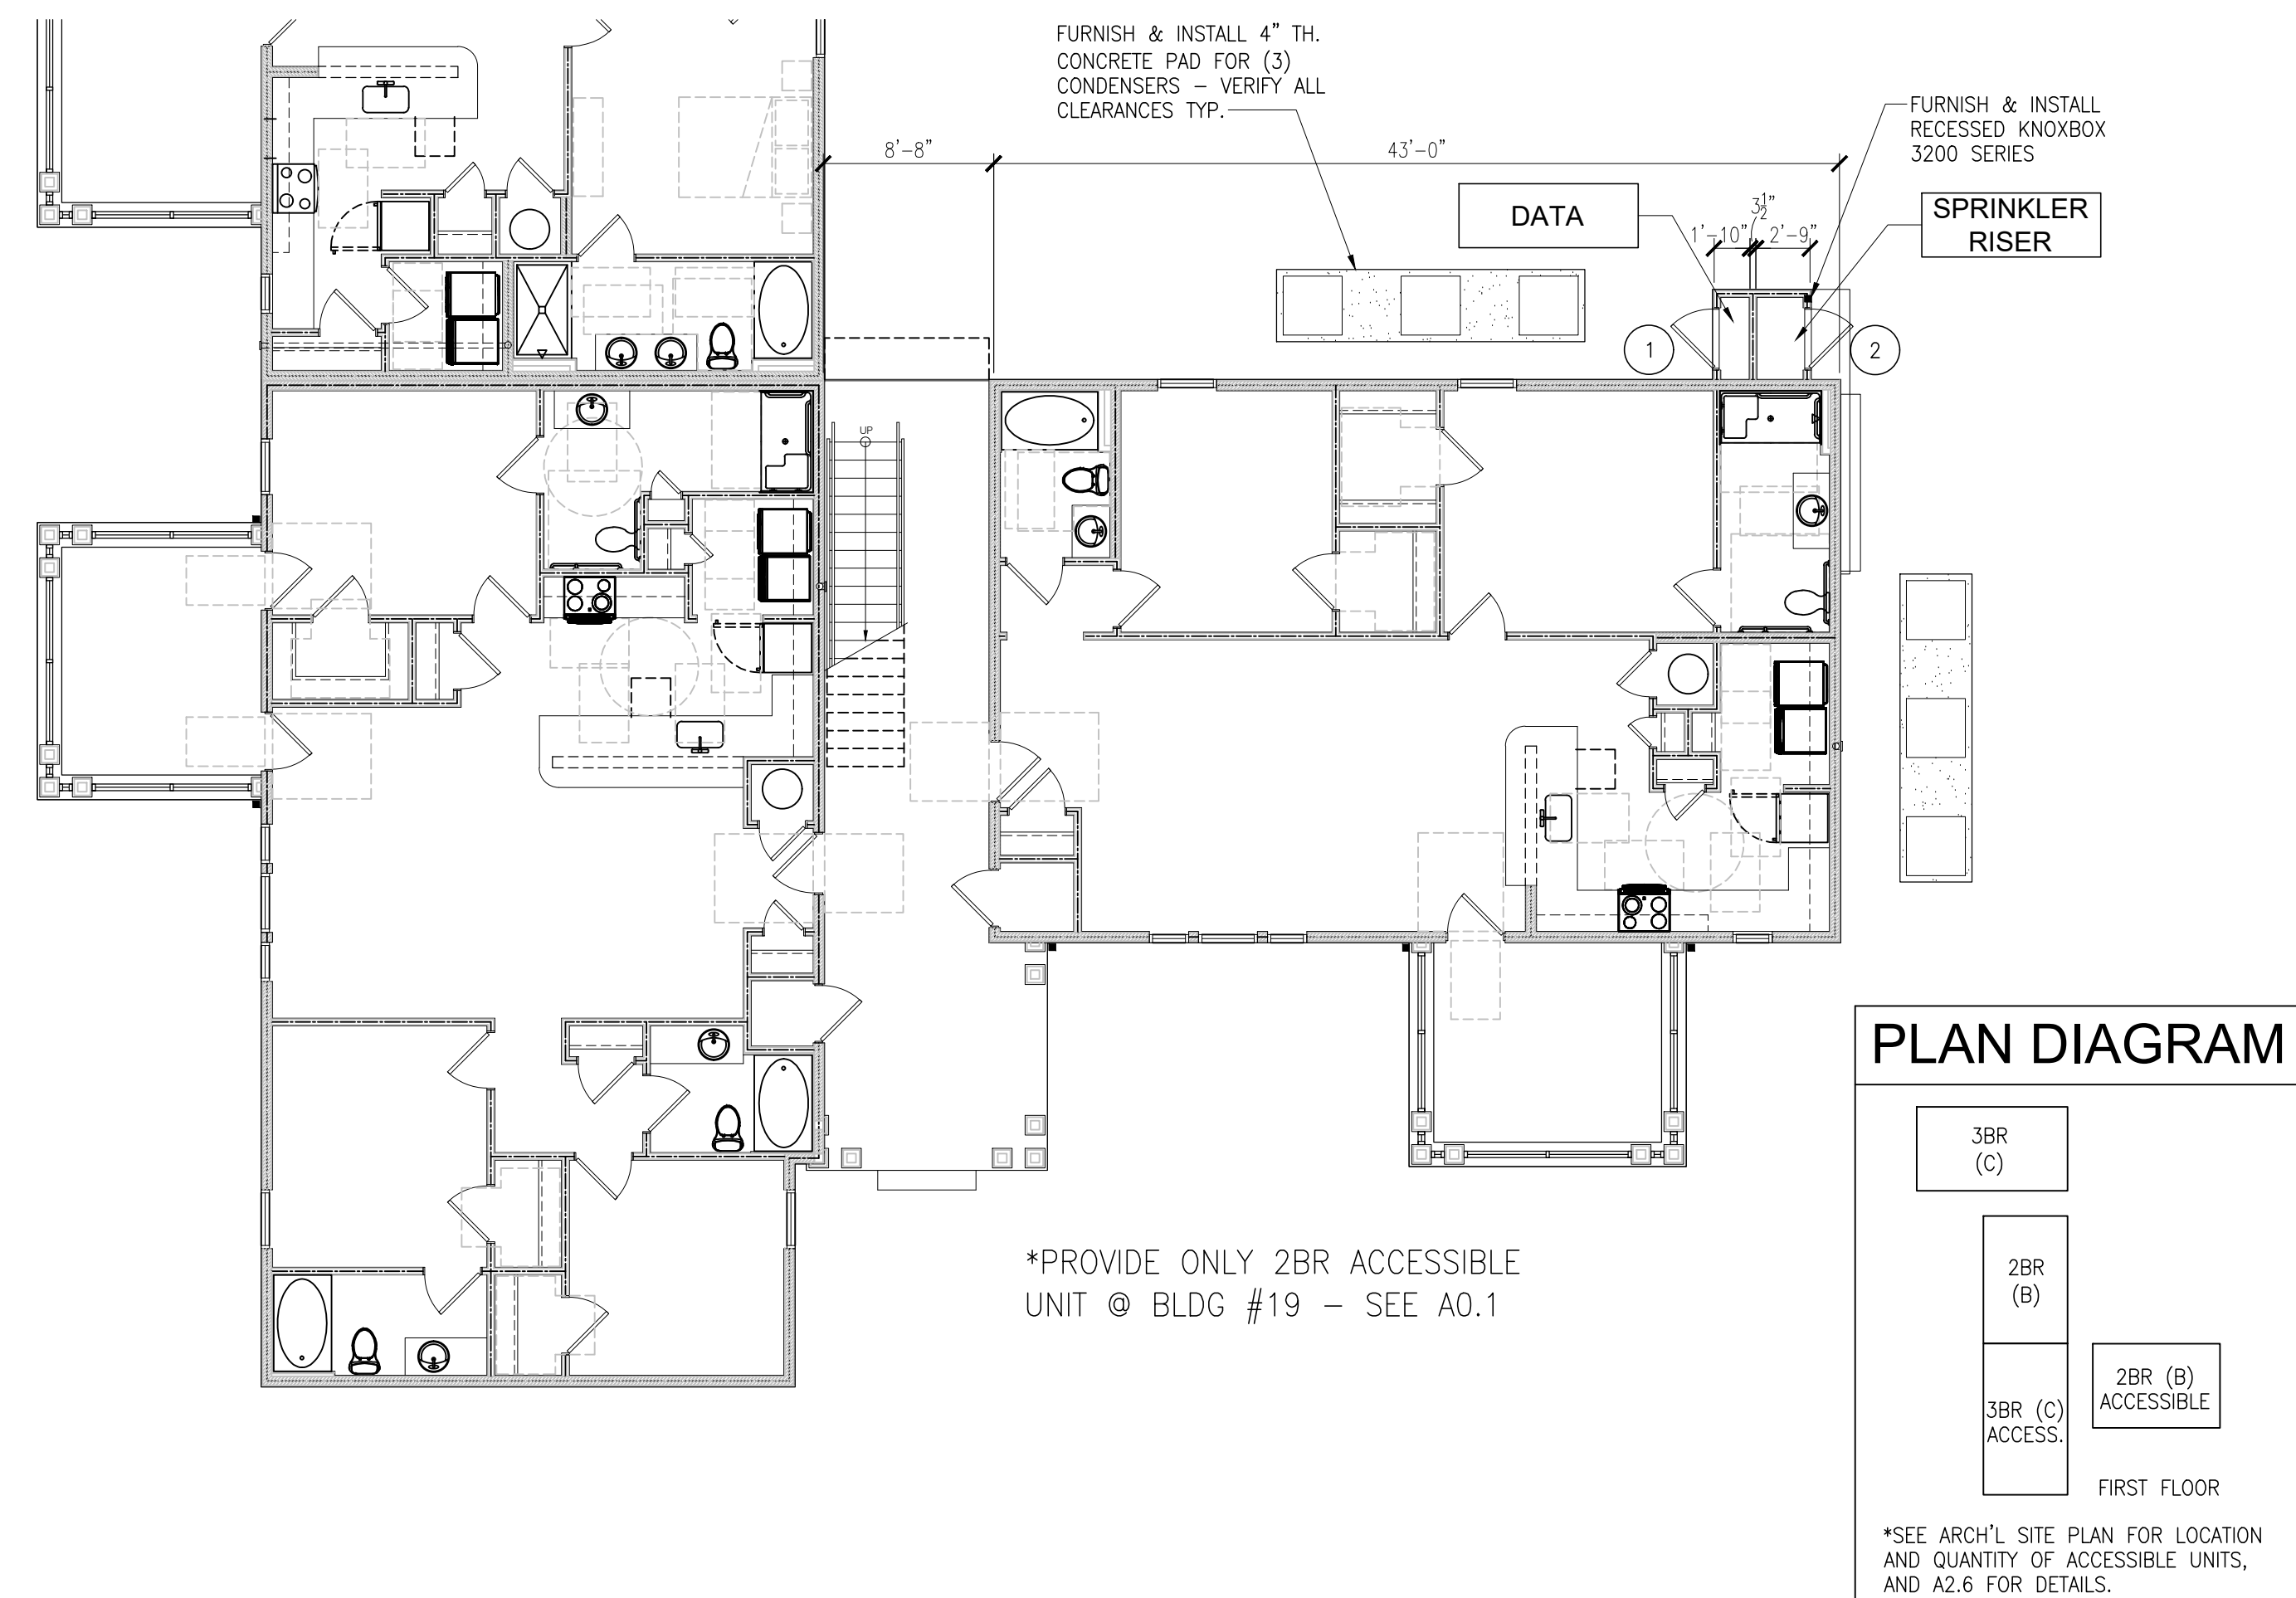 FURNISH & INSTALL 4" TH.
CONCRETE PAD FOR (3)
CONDENSERS – VERIFY ALL
CLEARANCES TYP.
FURNISH & INSTALL
RECESSED KNOXBOX
3200 SERIES
8'-8"
43'-0"
DATA
SPRINKLER
RISER
3½"
1'-10"
2'-9"
1
2
UP
*PROVIDE ONLY 2BR ACCESSIBLE
UNIT @ BLDG #19 – SEE A0.1
PLAN DIAGRAM
3BR
(C)
2BR
(B)
2BR (B)
ACCESSIBLE
3BR (C)
ACCESS.
FIRST FLOOR
*SEE ARCH'L SITE PLAN FOR LOCATION
AND QUANTITY OF ACCESSIBLE UNITS,
AND A2.6 FOR DETAILS.